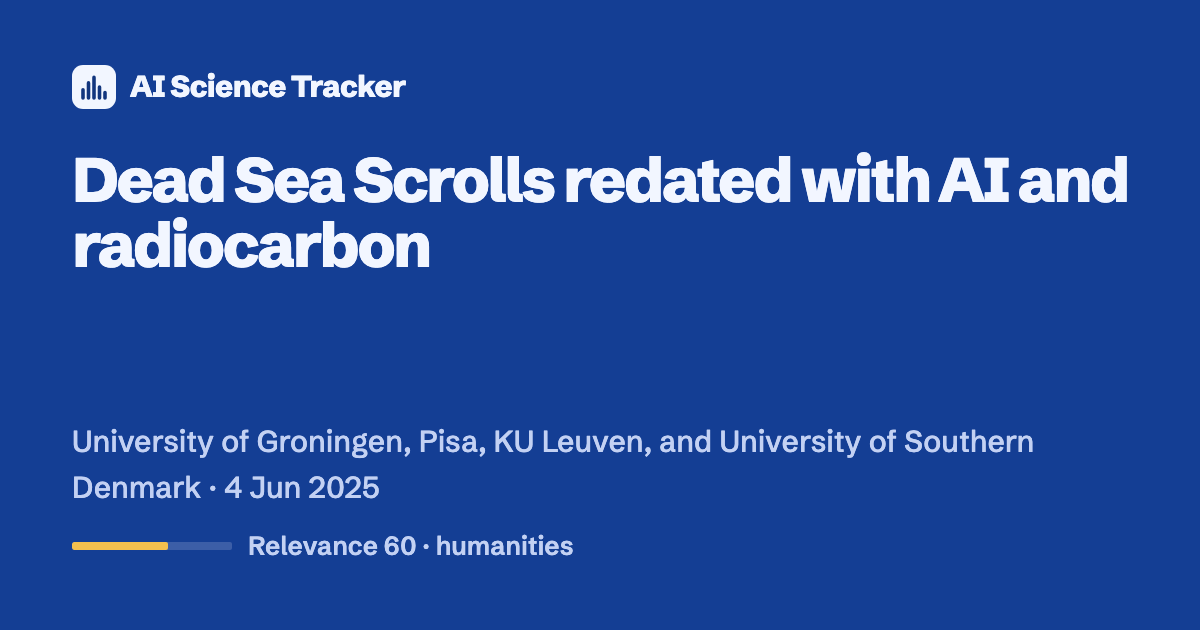 AI Science Tracker
Dead Sea Scrolls redated with AI and
radiocarbon
University of Groningen, Pisa, KU Leuven, and University of Southern
Denmark · 4 Jun 2025
Relevance 60 · humanities